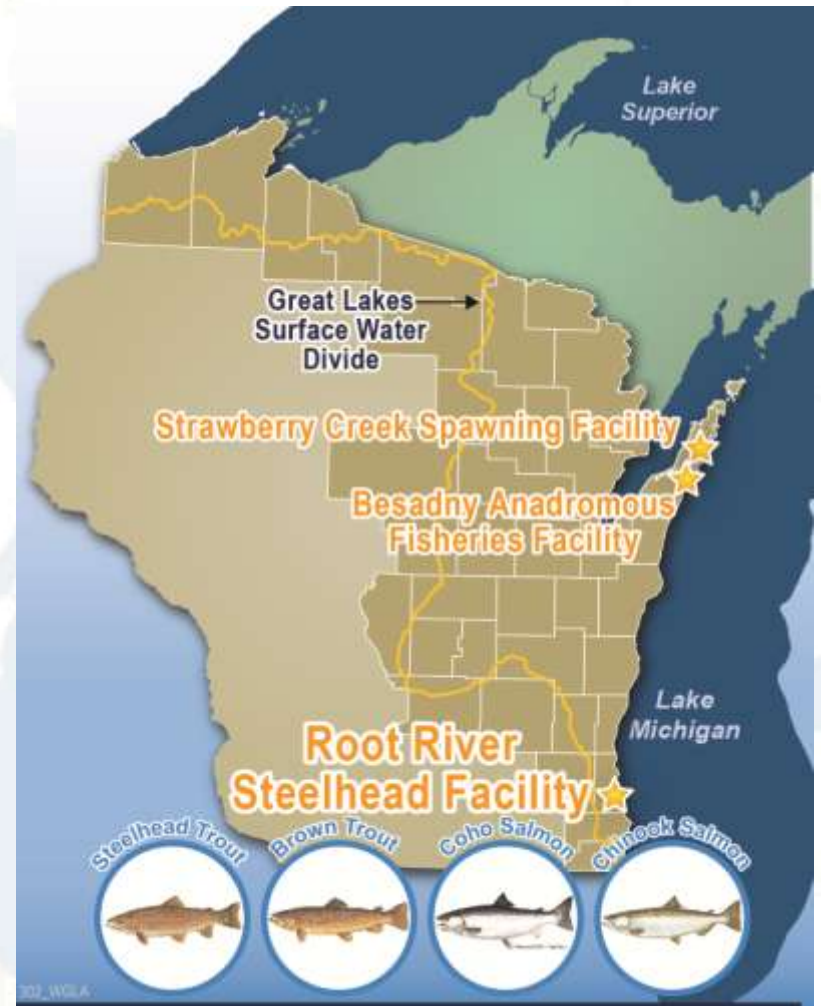 Lake
Superior
Great Lakes
Surface Water
Divide
Strawberry Creek Spawning Facility
Besadny Anadromous
Fisheries Facility
Lake
Michigan
Root River
Steelhead Facility
Steelhead Trout
Brown Trout
Coho Salmon
Chinook Salmon
302_WGLA